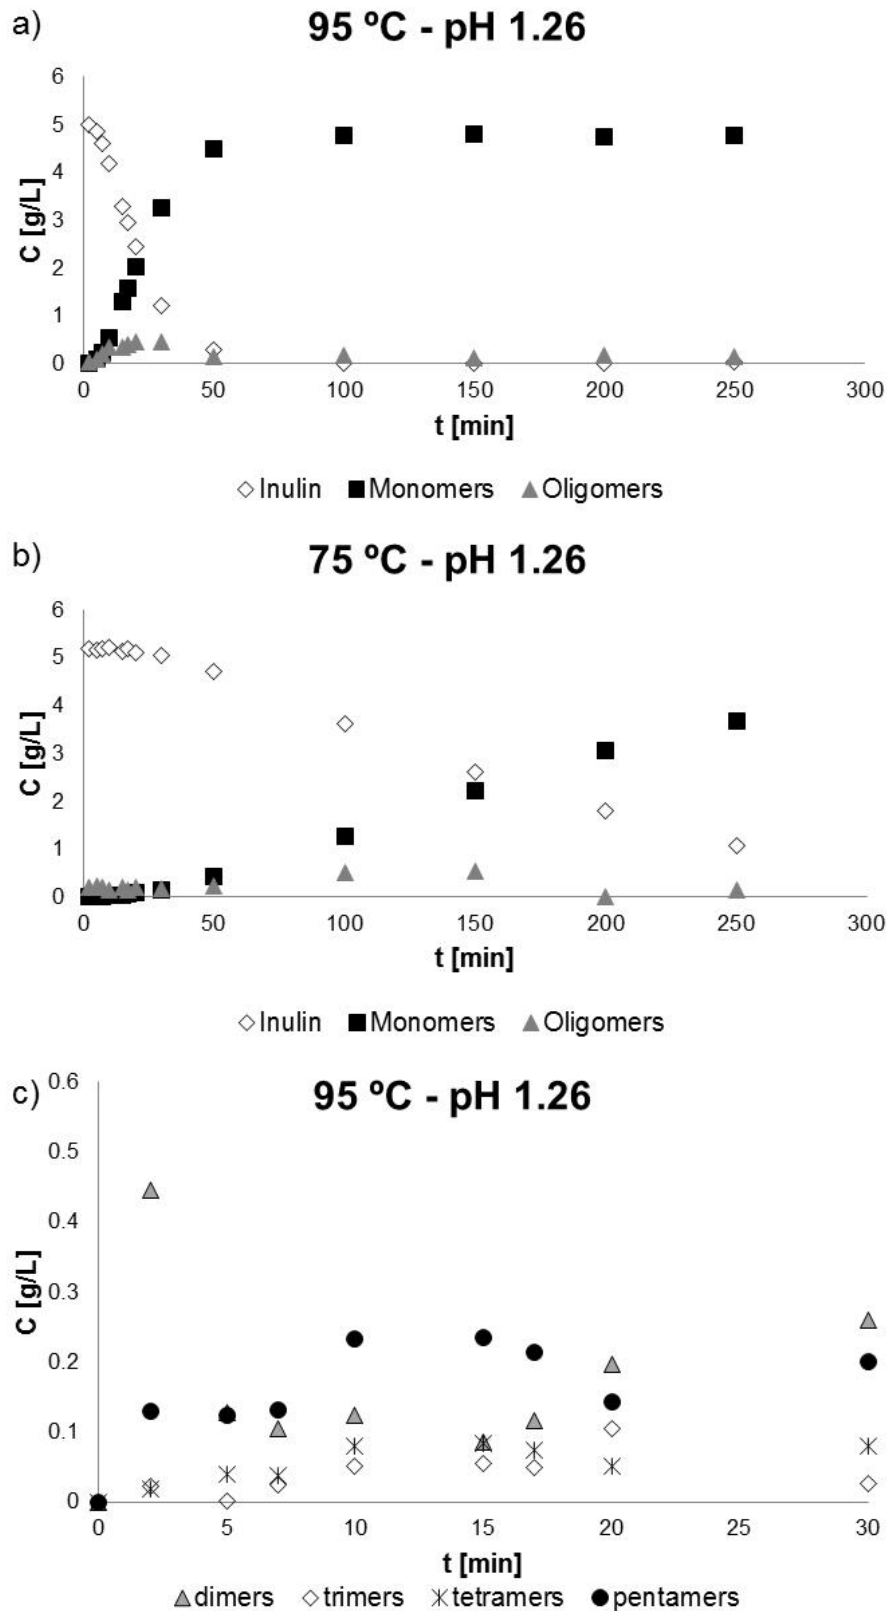 a)
95 ºC - pH 1.26
6
5
4
3
2
1
0
C [g/L]
0 50 100 150 200 250 300
t [min]
Inulin Monomers Oligomers
b)
75 ºC - pH 1.26
6
5
4
3
2
1
0
C [g/L]
0 50 100 150 200 250 300
t [min]
Inulin Monomers Oligomers
c)
95 ºC - pH 1.26
0.6
0.5
0.4
0.3
0.2
0.1
0
C [g/L]
0 5 10 15 20 25 30
t [min]
dimers trimers tetramers pentamers